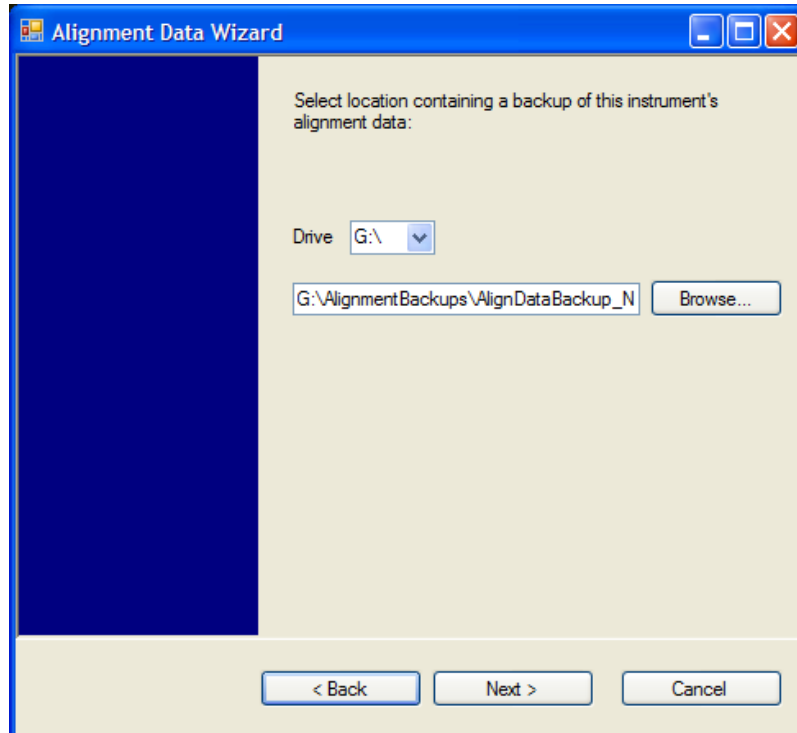 Alignment Data Wizard
Select location containing a backup of this instrument's
alignment data:
Drive G:\
G:\AlignmentBackups\AlignDataBackup_N Browse...
< Back Next > Cancel